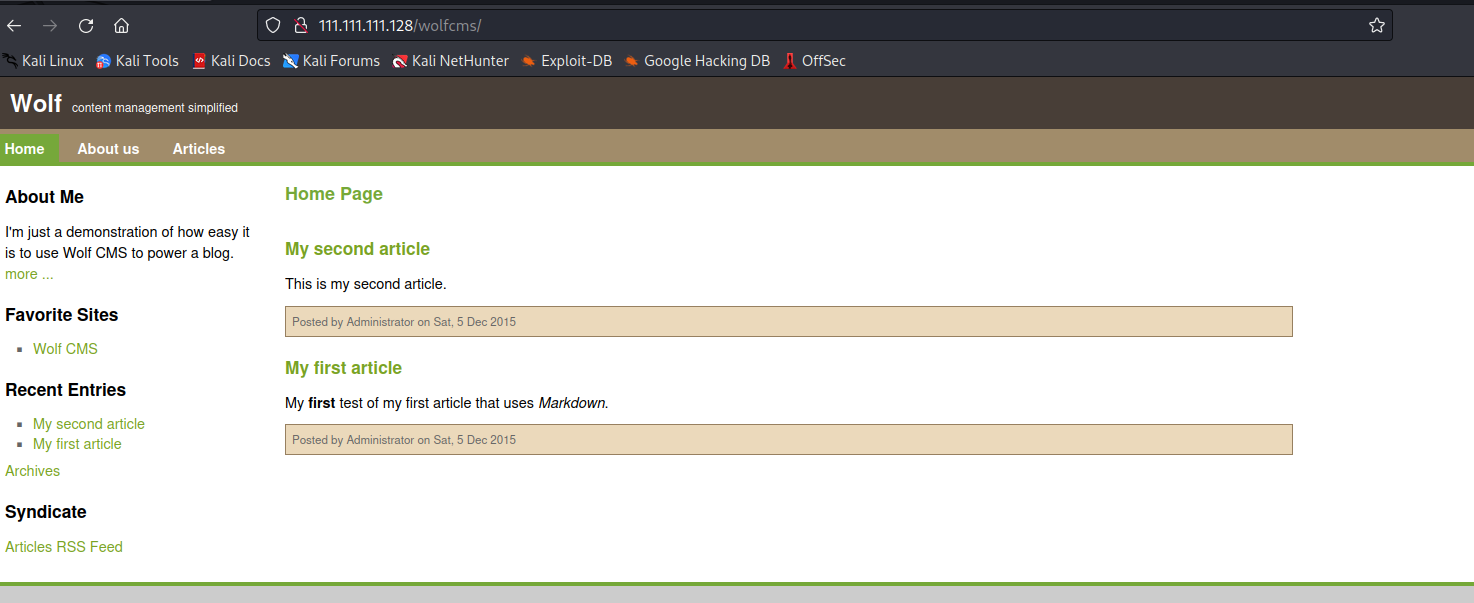 111.111.111.128/wolfcms/
Kali Linux Kali Tools Kali Docs Kali Forums Kali NetHunter Exploit-DB Google Hacking DB OffSec
Wolf content management simplified
Home About us Articles
About Me
I'm just a demonstration of how easy it
is to use Wolf CMS to power a blog.
more ...
Favorite Sites
Wolf CMS
Recent Entries
My second article
My first article
Archives
Syndicate
Articles RSS Feed
Home Page
My second article
This is my second article.
Posted by Administrator on Sat, 5 Dec 2015
My first article
My first test of my first article that uses Markdown.
Posted by Administrator on Sat, 5 Dec 2015